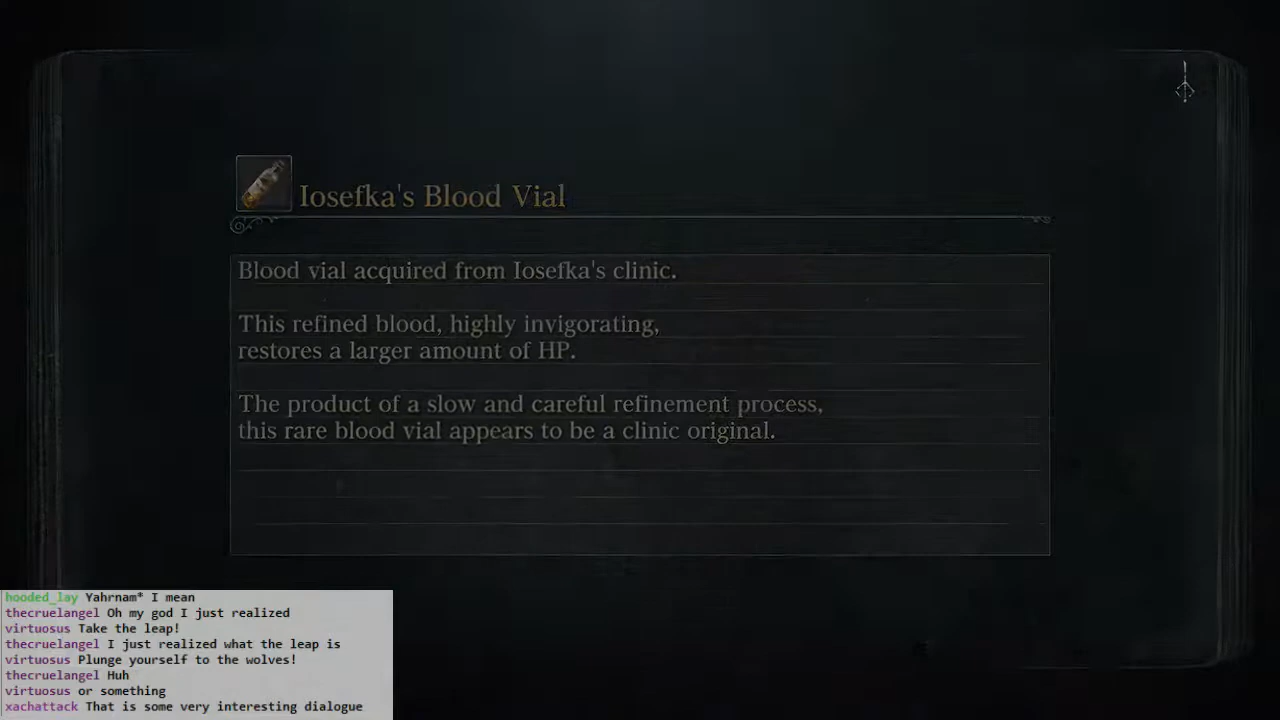 Iosefka's Blood Vial
Blood vial acquired from Iosefka's clinic.
This refined blood, highly invigorating,
restores a larger amount of HP.
The product of a slow and careful refinement process,
this rare blood vial appears to be a clinic original.
hooded_lay Yahrnam* I mean
thecruelangel Oh my god I just realized
virtuosus Take the leap!
thecruelangel I just realized what the leap is
virtuosus Plunge yourself to the wolves!
thecruelangel Huh
virtuosus or something
xachattack That is some very interesting dialogue